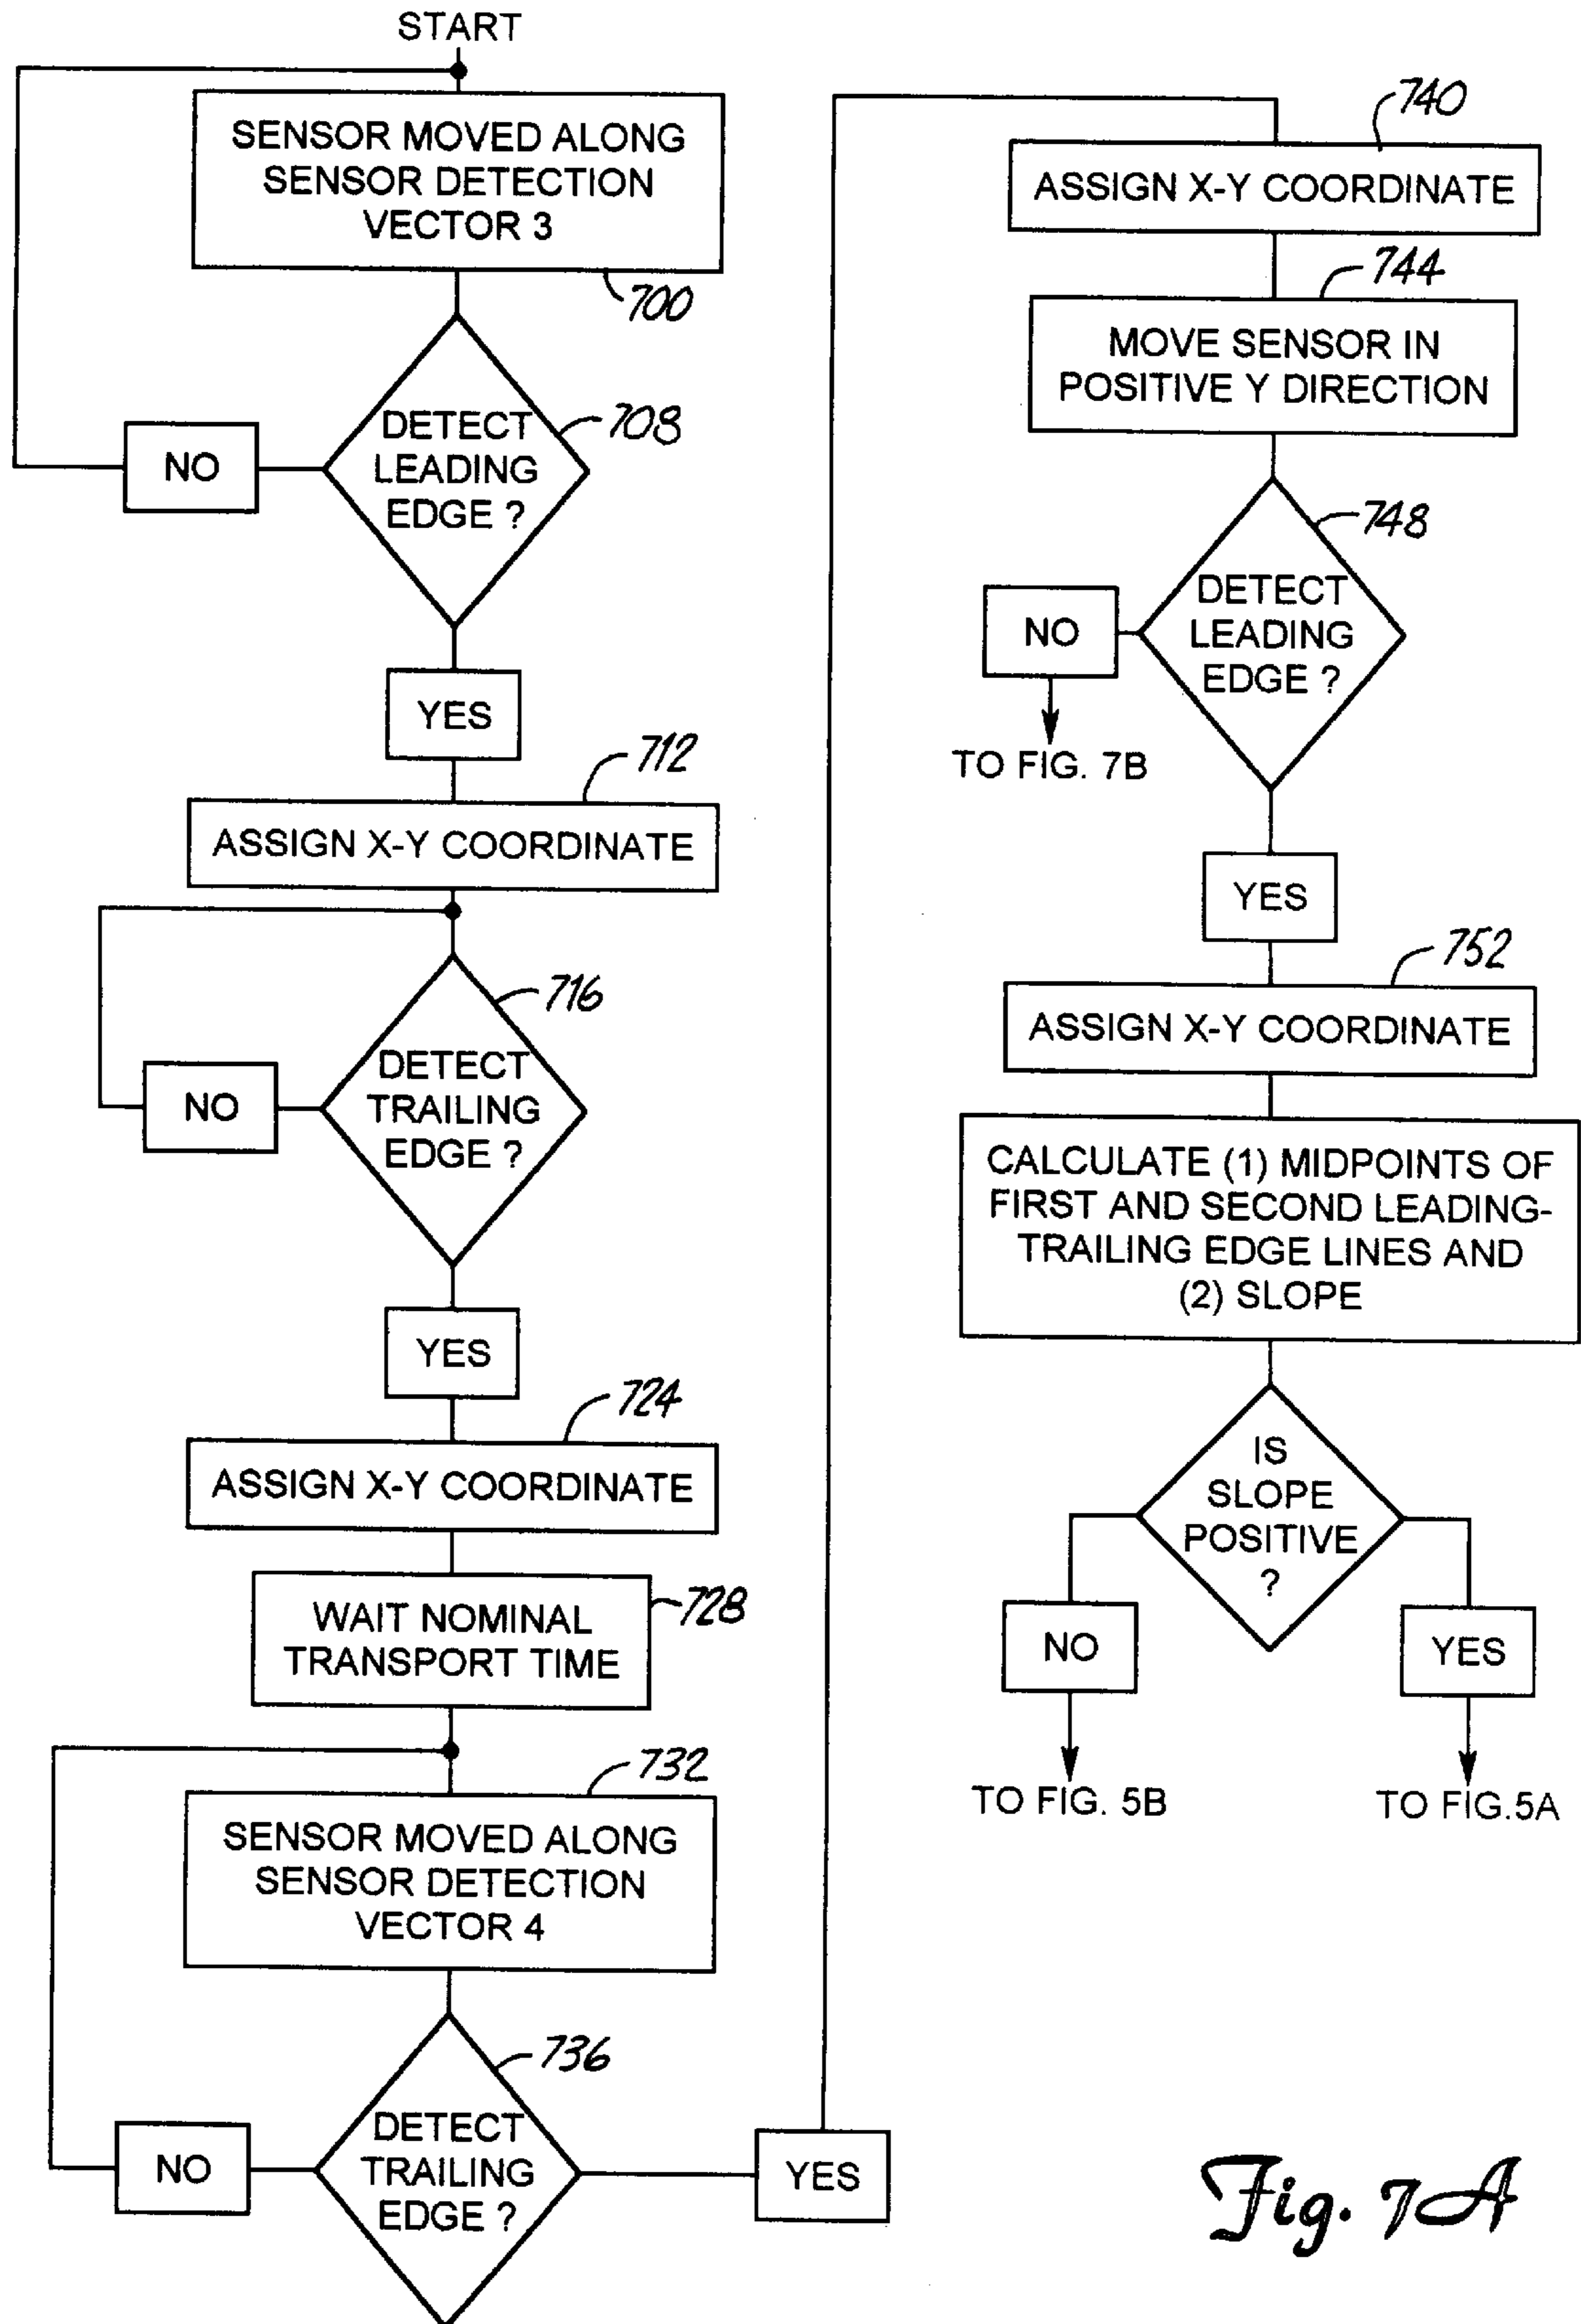 START
SENSOR MOVED ALONG
SENSOR DETECTION
VECTOR 3
700
DETECT
LEADING
EDGE ?
708
NO
YES
712
ASSIGN X-Y COORDINATE
716
DETECT
TRAILING
EDGE ?
NO
YES
724
ASSIGN X-Y COORDINATE
WAIT NOMINAL
TRANSPORT TIME
728
732
SENSOR MOVED ALONG
SENSOR DETECTION
VECTOR 4
736
DETECT
TRAILING
EDGE ?
NO
YES
740
ASSIGN X-Y COORDINATE
744
MOVE SENSOR IN
POSITIVE Y DIRECTION
748
DETECT
LEADING
EDGE ?
NO
TO FIG. 7B
YES
752
ASSIGN X-Y COORDINATE
CALCULATE (1) MIDPOINTS OF
FIRST AND SECOND LEADING-
TRAILING EDGE LINES AND
(2) SLOPE
IS
SLOPE
POSITIVE
?
NO
YES
TO FIG. 5B
TO FIG.5A
Fig. 7A